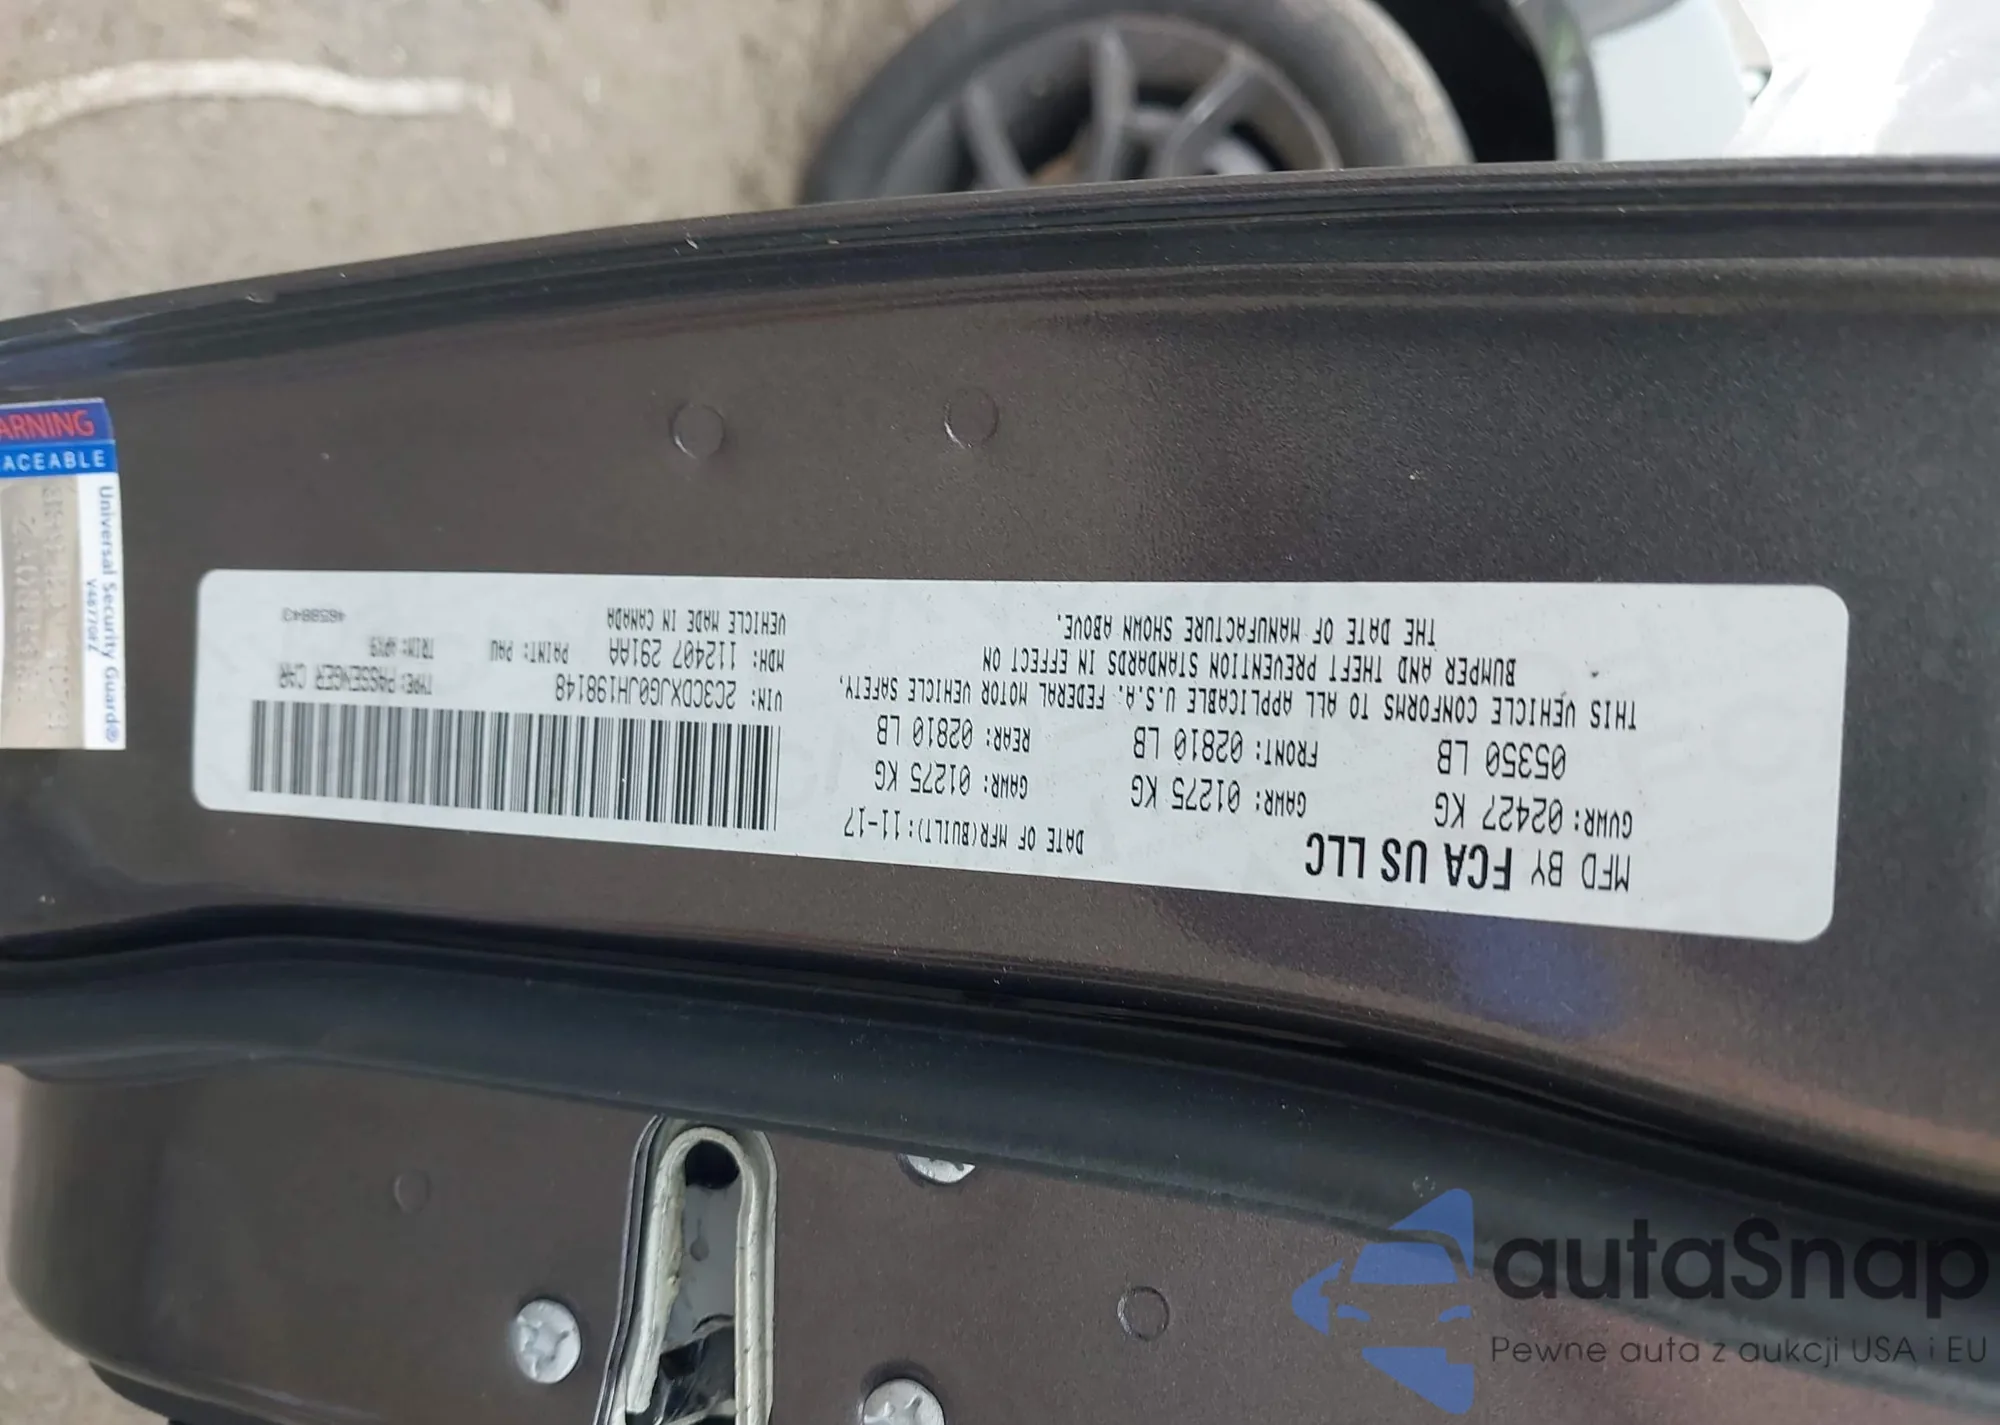 MFD BY FCA US LLC
DATE OF MFR(BUILT): 11-17
GVWR: 02427 KG
GAWR: 01275 KG
GAWR: 01275 KG
05350 LB
FRONT: 02810 LB
REAR: 02810 LB
THIS VEHICLE CONFORMS TO ALL APPLICABLE U.S.A. FEDERAL MOTOR VEHICLE SAFETY,
BUMPER AND THEFT PREVENTION STANDARDS IN EFFECT ON
THE DATE OF MANUFACTURE SHOWN ABOVE.
VIN: 2C3CDXJG0JH198148
TYPE: PASSENGER CAR
MDH: 112407 291AA
PAINT: PAU
TRIM: APX9
VEHICLE MADE IN CANADA
4658843
ARNING
ACEABLE
Universal Security Guard®
autaSnap
Pewne auta z aukcji USA i EU